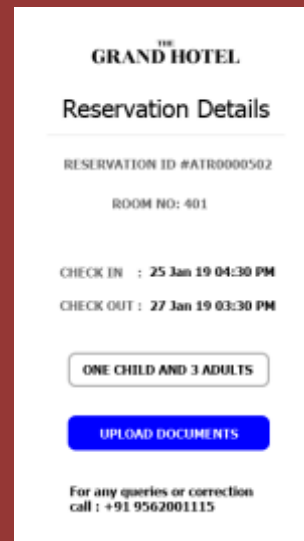 THE
GRAND HOTEL
Reservation Details
RESERVATION ID #ATR0000502
ROOM NO: 401
CHECK IN : 25 Jan 19 04:30 PM
CHECK OUT : 27 Jan 19 03:30 PM
ONE CHILD AND 3 ADULTS
UPLOAD DOCUMENTS
For any queries or correction
call : +91 9562001115